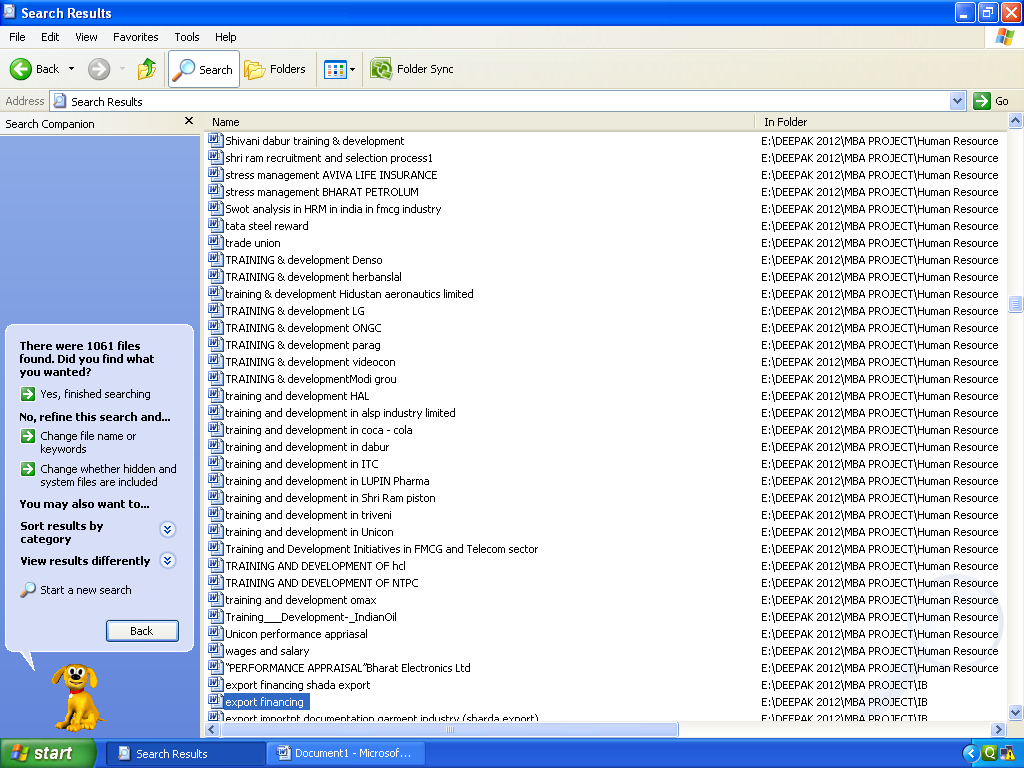 Search Results
File Edit View Favorites Tools Help
Back Search Folders Folder Sync
Address Search Results Go
Search Companion
There were 1061 files
found. Did you find what
you wanted?
Yes, finished searching
No, refine this search and...
Change file name or
keywords
Change whether hidden and
system files are included
You may also want to...
Sort results by
category
View results differently
Start a new search
Back
Name In Folder
Shivani dabur training & development E:\DEEPAK 2012\MBA PROJECT\Human Resource
shri ram recruitment and selection process1 E:\DEEPAK 2012\MBA PROJECT\Human Resource
stress management AVIVA LIFE INSURANCE E:\DEEPAK 2012\MBA PROJECT\Human Resource
stress management BHARAT PETROLUM E:\DEEPAK 2012\MBA PROJECT\Human Resource
Swot analysis in HRM in india in fmcg industry E:\DEEPAK 2012\MBA PROJECT\Human Resource
tata steel reward E:\DEEPAK 2012\MBA PROJECT\Human Resource
trade union E:\DEEPAK 2012\MBA PROJECT\Human Resource
TRAINING & development Denso E:\DEEPAK 2012\MBA PROJECT\Human Resource
TRAINING & development herbanslal E:\DEEPAK 2012\MBA PROJECT\Human Resource
training & development Hidustan aeronautics limited E:\DEEPAK 2012\MBA PROJECT\Human Resource
TRAINING & development LG E:\DEEPAK 2012\MBA PROJECT\Human Resource
TRAINING & development ONGC E:\DEEPAK 2012\MBA PROJECT\Human Resource
TRAINING & development parag E:\DEEPAK 2012\MBA PROJECT\Human Resource
TRAINING & development videocon E:\DEEPAK 2012\MBA PROJECT\Human Resource
TRAINING & developmentModi grou E:\DEEPAK 2012\MBA PROJECT\Human Resource
training and development HAL E:\DEEPAK 2012\MBA PROJECT\Human Resource
training and development in alsp industry limited E:\DEEPAK 2012\MBA PROJECT\Human Resource
training and development in coca - cola E:\DEEPAK 2012\MBA PROJECT\Human Resource
training and development in dabur E:\DEEPAK 2012\MBA PROJECT\Human Resource
training and development in ITC E:\DEEPAK 2012\MBA PROJECT\Human Resource
training and development in LUPIN Pharma E:\DEEPAK 2012\MBA PROJECT\Human Resource
training and development in Shri Ram piston E:\DEEPAK 2012\MBA PROJECT\Human Resource
training and development in triveni E:\DEEPAK 2012\MBA PROJECT\Human Resource
training and development in Unicon E:\DEEPAK 2012\MBA PROJECT\Human Resource
Training and Development Initiatives in FMCG and Telecom sector E:\DEEPAK 2012\MBA PROJECT\Human Resource
TRAINING AND DEVELOPMENT OF hcl E:\DEEPAK 2012\MBA PROJECT\Human Resource
TRAINING AND DEVELOPMENT OF NTPC E:\DEEPAK 2012\MBA PROJECT\Human Resource
training and development omax E:\DEEPAK 2012\MBA PROJECT\Human Resource
Training___Development-_IndianOil E:\DEEPAK 2012\MBA PROJECT\Human Resource
Unicon performance appriasal E:\DEEPAK 2012\MBA PROJECT\Human Resource
wages and salary E:\DEEPAK 2012\MBA PROJECT\Human Resource
"PERFORMANCE APPRAISAL"Bharat Electronics Ltd E:\DEEPAK 2012\MBA PROJECT\Human Resource
export financing shada export E:\DEEPAK 2012\MBA PROJECT\IB
export financing E:\DEEPAK 2012\MBA PROJECT\IB
export importnt documentation garment industry (sharda export) E:\DEEPAK 2012\MBA PROJECT\IB
start Search Results Document1 - Microsof...